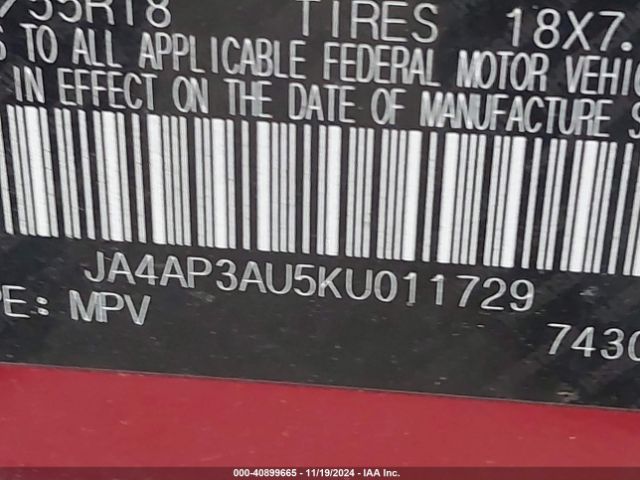 /55R18 TIRES 18X7.
TO ALL APPLICABLE FEDERAL MOTOR VEHIC
IN EFFECT ON THE DATE OF MANUFACTURE S
JA4AP3AU5KU011729
PE: MPV
7430
000-40899665 - 11/19/2024 - IAA Inc.